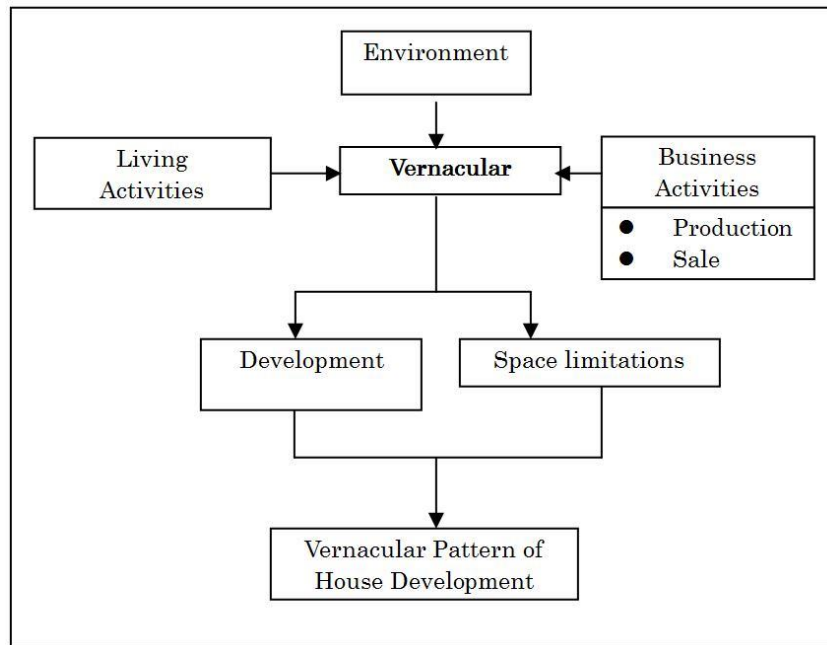 Environment
Living
Activities
Vernacular
Business
Activities
● Production
● Sale
Development
Space limitations
Vernacular Pattern of
House Development